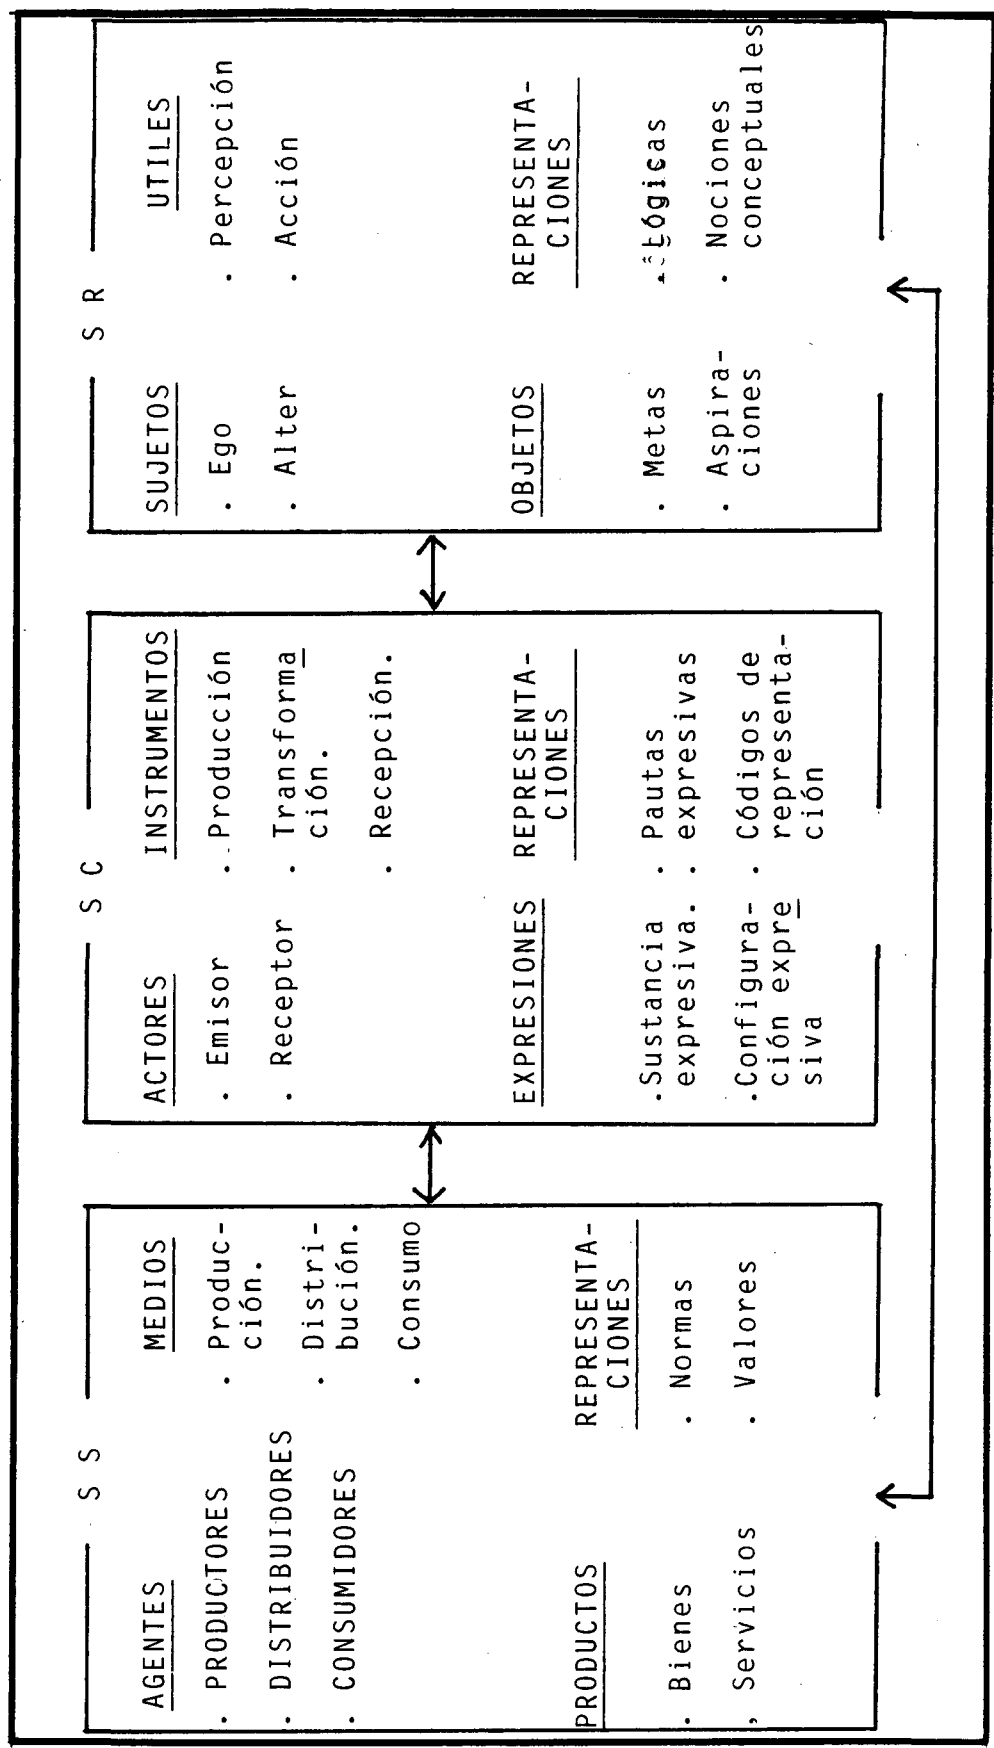 S S
AGENTES
. PRODUCTORES
. DISTRIBUIDORES
. CONSUMIDORES
MEDIOS
. Produc-
ción.
. Distri-
bución.
. Consumo
PRODUCTOS
. Bienes
, Servicios
REPRESENTA-
CIONES
. Normas
. Valores
S C
ACTORES
. Emisor
. Receptor
INSTRUMENTOS
. Producción
. Transforma
ción.
. Recepción.
EXPRESIONES
.Sustancia
expresiva.
.Configura-
ción expre
siva
REPRESENTA-
CIONES
. Pautas
. expresivas
. Códigos de
representa-
ción
S R
SUJETOS
. Ego
. Alter
UTILES
. Percepción
. Acción
OBJETOS
. Metas
. Aspira-
ciones
REPRESENTA-
CIONES
. Lógicas
. Nociones
conceptuales